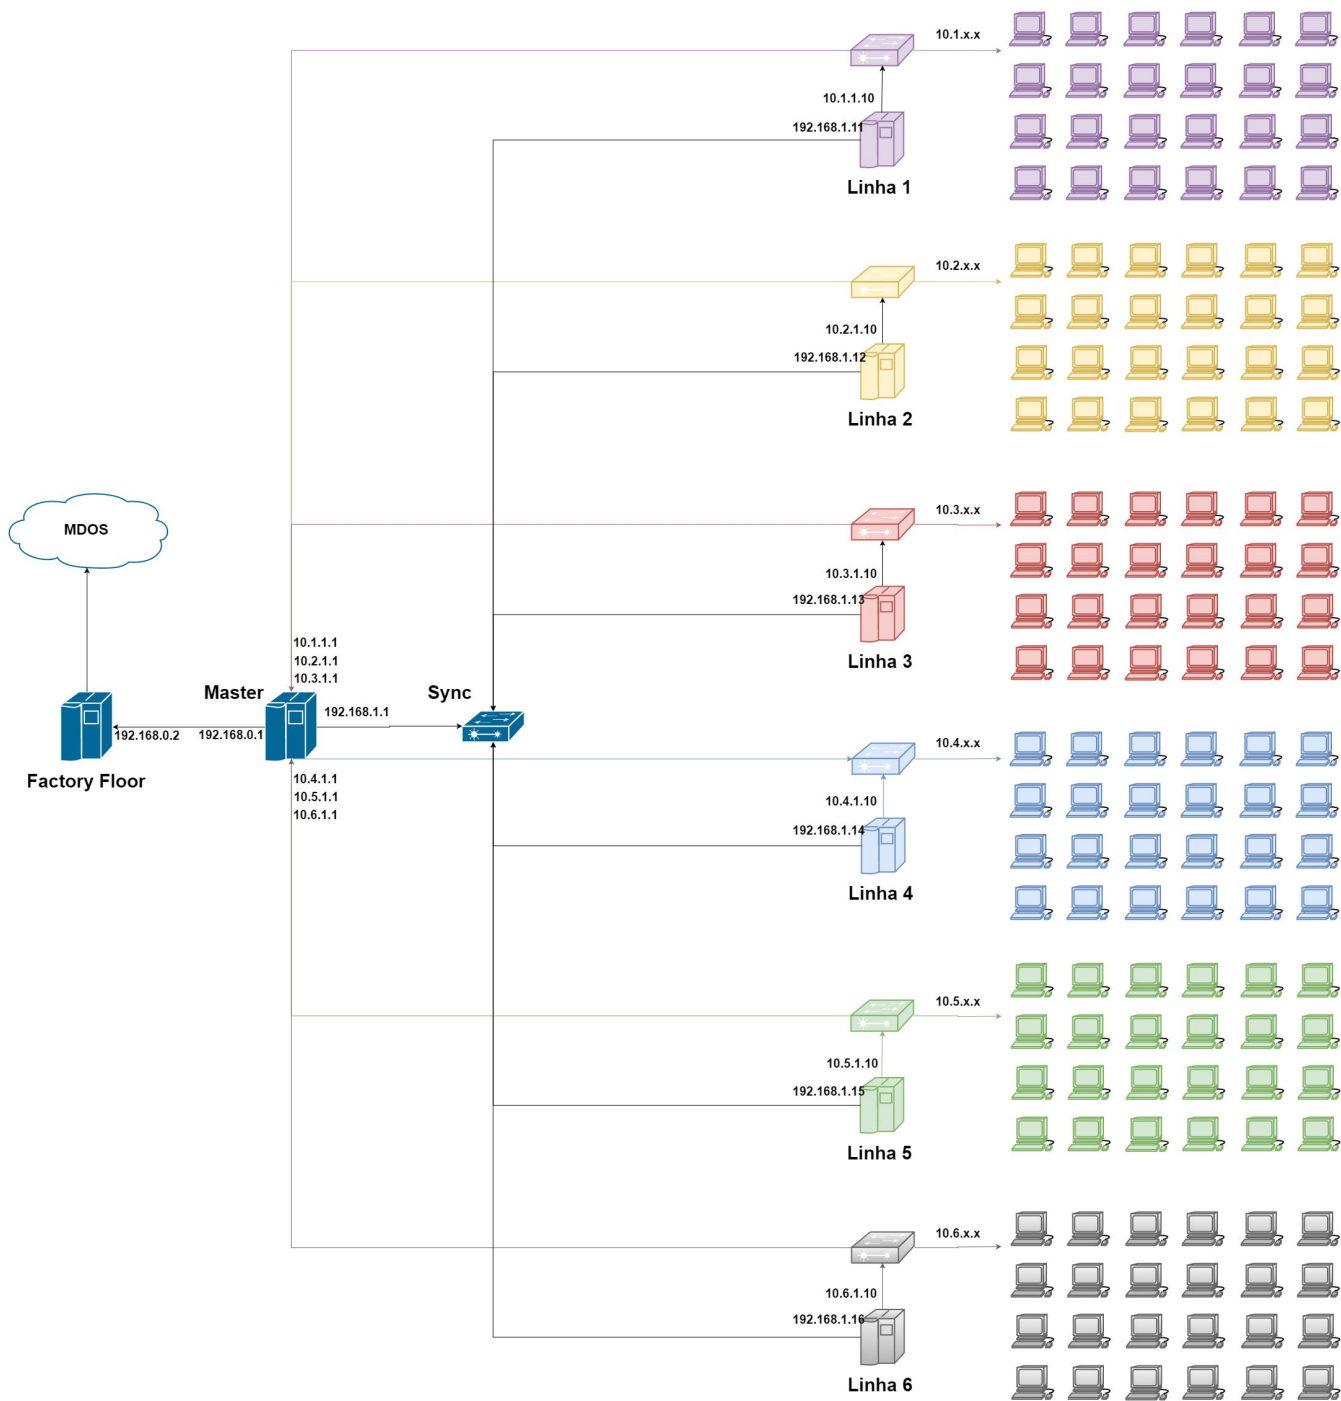 10.1.x.x
10.1.1.10
192.168.1.11
Linha 1
10.2.x.x
10.2.1.10
192.168.1.12
Linha 2
10.3.x.x
10.3.1.10
192.168.1.13
Linha 3
MDOS
10.1.1.1
10.2.1.1
10.3.1.1
Master
Sync
192.168.1.1
192.168.0.2
192.168.0.1
Factory Floor
10.4.1.1
10.5.1.1
10.6.1.1
10.4.x.x
10.4.1.10
192.168.1.14
Linha 4
10.5.x.x
10.5.1.10
192.168.1.15
Linha 5
10.6.x.x
10.6.1.10
192.168.1.16
Linha 6